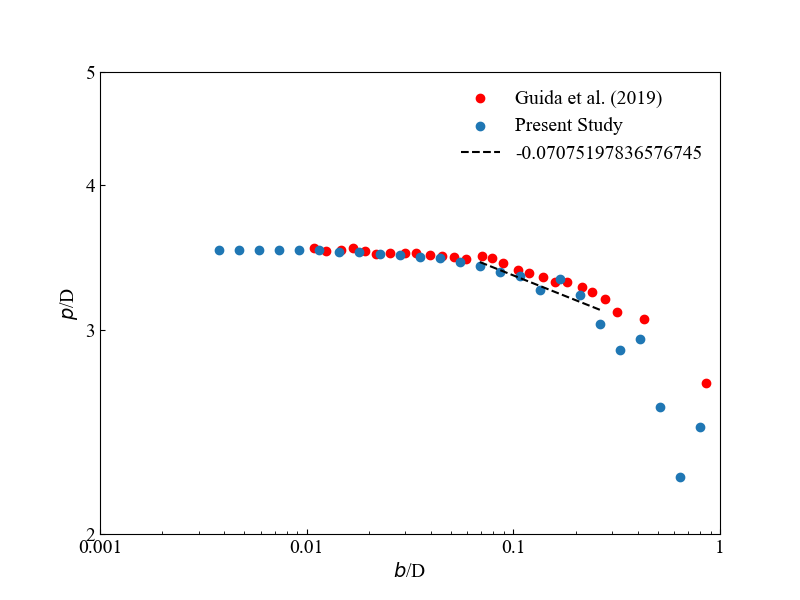 5
Guida et al. (2019)
Present Study
-0.07075197836576745
4
3
p/D
2
0.001
0.01
0.1
1
b/D